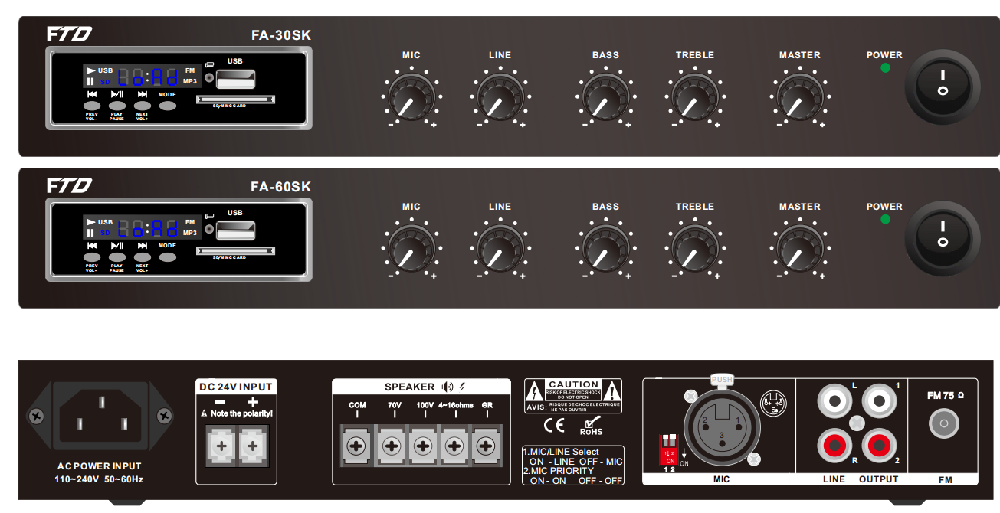 FTD
FA-30SK
USB
USB
FM
SD
Lo:Ad
MP3
MODE
PREV
VOL-
PLAY
PAUSE
NEXT
VOL+
SD/M MC CARD
MIC
LINE
BASS
TREBLE
MASTER
POWER
- +
- +
- +
- +
- +
FTD
FA-60SK
USB
USB
FM
SD
Lo:Ad
MP3
MODE
PREV
VOL-
PLAY
PAUSE
NEXT
VOL+
SD/M MC CARD
MIC
LINE
BASS
TREBLE
MASTER
POWER
- +
- +
- +
- +
- +
AC POWER INPUT
110~240V 50~60Hz
DC 24V INPUT
- +
Note the polarity!
SPEAKER
COM 70V 100V 4~16ohms GR
CAUTION
RISK OF ELECTRIC SHOCK
DO NOT OPEN
AVIS: RISQUE DE CHOC ELECTRIQUE
-NE PAS OUVRIR
CE
RoHS
1.MIC/LINE Select
ON - LINE OFF - MIC
2.MIC PRIORITY
ON - ON OFF - OFF
1 2
ON
ON
1 2
PUSH
2 1
3
MIC
L 1
R 2
LINE OUTPUT
FM 75 Ω
FM